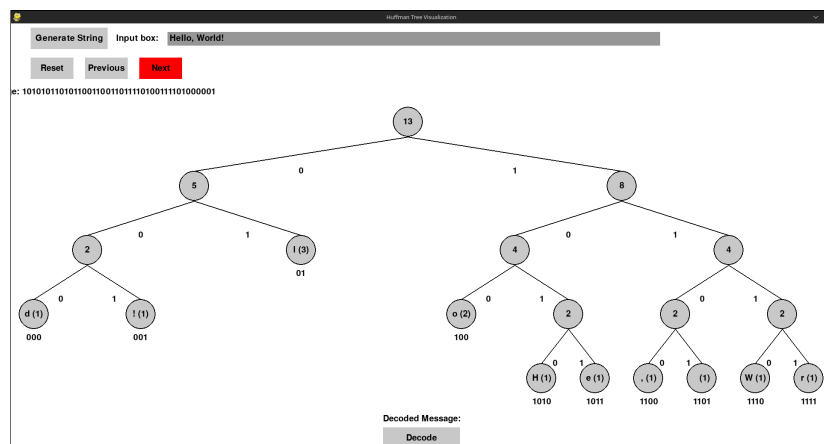 Huffman Tree Visualization
Generate String Input box: Hello, World!
Reset Previous Next
e: 101010110101100110011011110100111101000001
13
0 1
5 8
0 1 0 1
2 l (3) 4 4
01
0 1 0 1 0 1
d (1) ! (1) o (2) 2 2 2
000 001 100
0 1 0 1 0 1
H (1) e (1) , (1) (1) W (1) r (1)
1010 1011 1100 1101 1110 1111
Decoded Message:
Decode